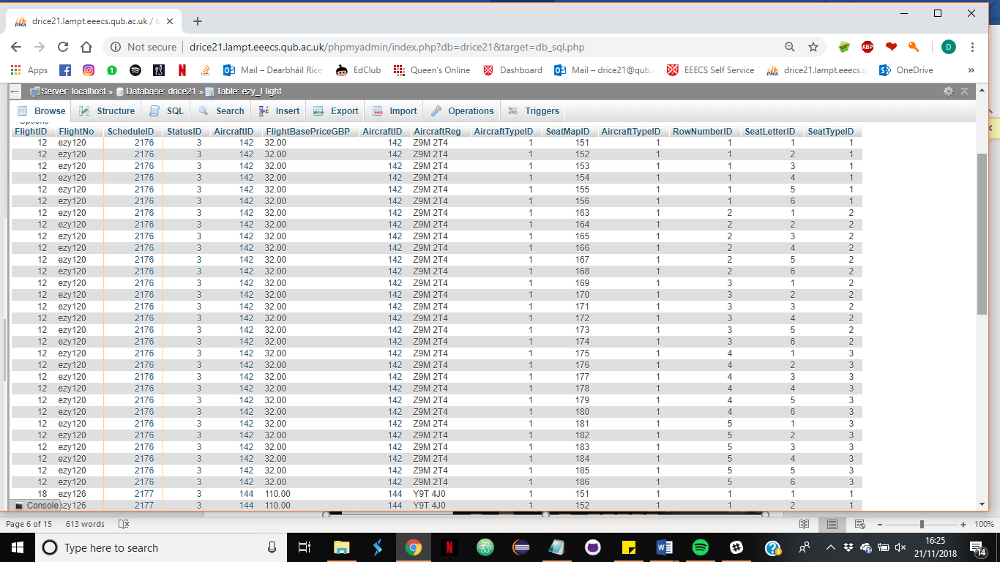 drice21.lampt.eeecs.qub.ac.uk / lo
Not secure drice21.lampt.eeecs.qub.ac.uk/phpmyadmin/index.php?db=drice21&target=db_sql.php
ABP D
Apps Mail – Dearbháil Rice EdClub Queen's Online Dashboard Mail – drice21@qub. EEECS Self Service drice21.lampt.eeecs.c OneDrive »
Server: localhost » Database: drice21 » Table: ezy_Flight
Browse Structure SQL Search Insert Export Import Operations Triggers
FlightID FlightNo ScheduleID StatusID AircraftID FlightBasePriceGBP AircraftID AircraftReg AircraftTypeID SeatMapID AircraftTypeID RowNumberID SeatLetterID SeatTypeID
12 ezy120 2176 3 142 32.00 142 Z9M 2T4 1 151 1 1 1 1
12 ezy120 2176 3 142 32.00 142 Z9M 2T4 1 152 1 1 2 1
12 ezy120 2176 3 142 32.00 142 Z9M 2T4 1 153 1 1 3 1
12 ezy120 2176 3 142 32.00 142 Z9M 2T4 1 154 1 1 4 1
12 ezy120 2176 3 142 32.00 142 Z9M 2T4 1 155 1 1 5 1
12 ezy120 2176 3 142 32.00 142 Z9M 2T4 1 156 1 1 6 1
12 ezy120 2176 3 142 32.00 142 Z9M 2T4 1 163 1 2 1 2
12 ezy120 2176 3 142 32.00 142 Z9M 2T4 1 164 1 2 2 2
12 ezy120 2176 3 142 32.00 142 Z9M 2T4 1 165 1 2 3 2
12 ezy120 2176 3 142 32.00 142 Z9M 2T4 1 166 1 2 4 2
12 ezy120 2176 3 142 32.00 142 Z9M 2T4 1 167 1 2 5 2
12 ezy120 2176 3 142 32.00 142 Z9M 2T4 1 168 1 2 6 2
12 ezy120 2176 3 142 32.00 142 Z9M 2T4 1 169 1 3 1 2
12 ezy120 2176 3 142 32.00 142 Z9M 2T4 1 170 1 3 2 2
12 ezy120 2176 3 142 32.00 142 Z9M 2T4 1 171 1 3 3 2
12 ezy120 2176 3 142 32.00 142 Z9M 2T4 1 172 1 3 4 2
12 ezy120 2176 3 142 32.00 142 Z9M 2T4 1 173 1 3 5 2
12 ezy120 2176 3 142 32.00 142 Z9M 2T4 1 174 1 3 6 2
12 ezy120 2176 3 142 32.00 142 Z9M 2T4 1 175 1 4 1 3
12 ezy120 2176 3 142 32.00 142 Z9M 2T4 1 176 1 4 2 3
12 ezy120 2176 3 142 32.00 142 Z9M 2T4 1 177 1 4 3 3
12 ezy120 2176 3 142 32.00 142 Z9M 2T4 1 178 1 4 4 3
12 ezy120 2176 3 142 32.00 142 Z9M 2T4 1 179 1 4 5 3
12 ezy120 2176 3 142 32.00 142 Z9M 2T4 1 180 1 4 6 3
12 ezy120 2176 3 142 32.00 142 Z9M 2T4 1 181 1 5 1 3
12 ezy120 2176 3 142 32.00 142 Z9M 2T4 1 182 1 5 2 3
12 ezy120 2176 3 142 32.00 142 Z9M 2T4 1 183 1 5 3 3
12 ezy120 2176 3 142 32.00 142 Z9M 2T4 1 184 1 5 4 3
12 ezy120 2176 3 142 32.00 142 Z9M 2T4 1 185 1 5 5 3
12 ezy120 2176 3 142 32.00 142 Z9M 2T4 1 186 1 5 6 3
18 ezy126 2177 3 144 110.00 144 Y9T 4J0 1 151 1 1 1 1
Console ezy126 2177 3 144 110.00 144 Y9T 4J0 1 152 1 1 2 1
Page 6 of 15 613 words 100%
Type here to search 16:25
21/11/2018 14